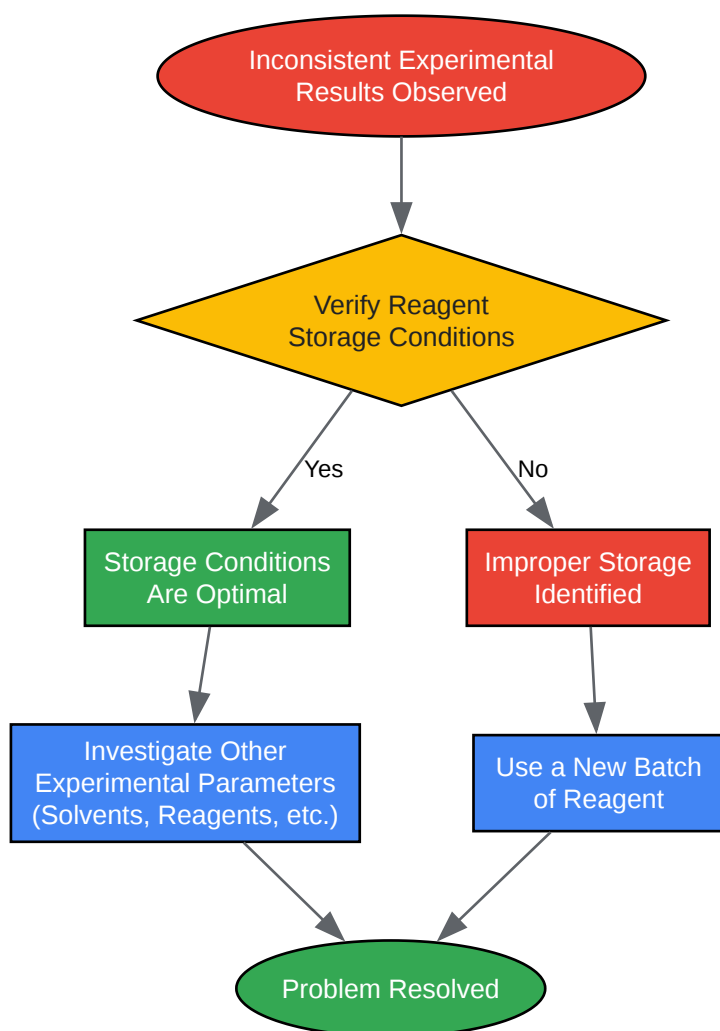 Inconsistent Experimental
Results Observed
Verify Reagent
Storage Conditions
Yes
No
Storage Conditions
Are Optimal
Improper Storage
Identified
Investigate Other
Experimental Parameters
(Solvents, Reagents, etc.)
Use a New Batch
of Reagent
Problem Resolved